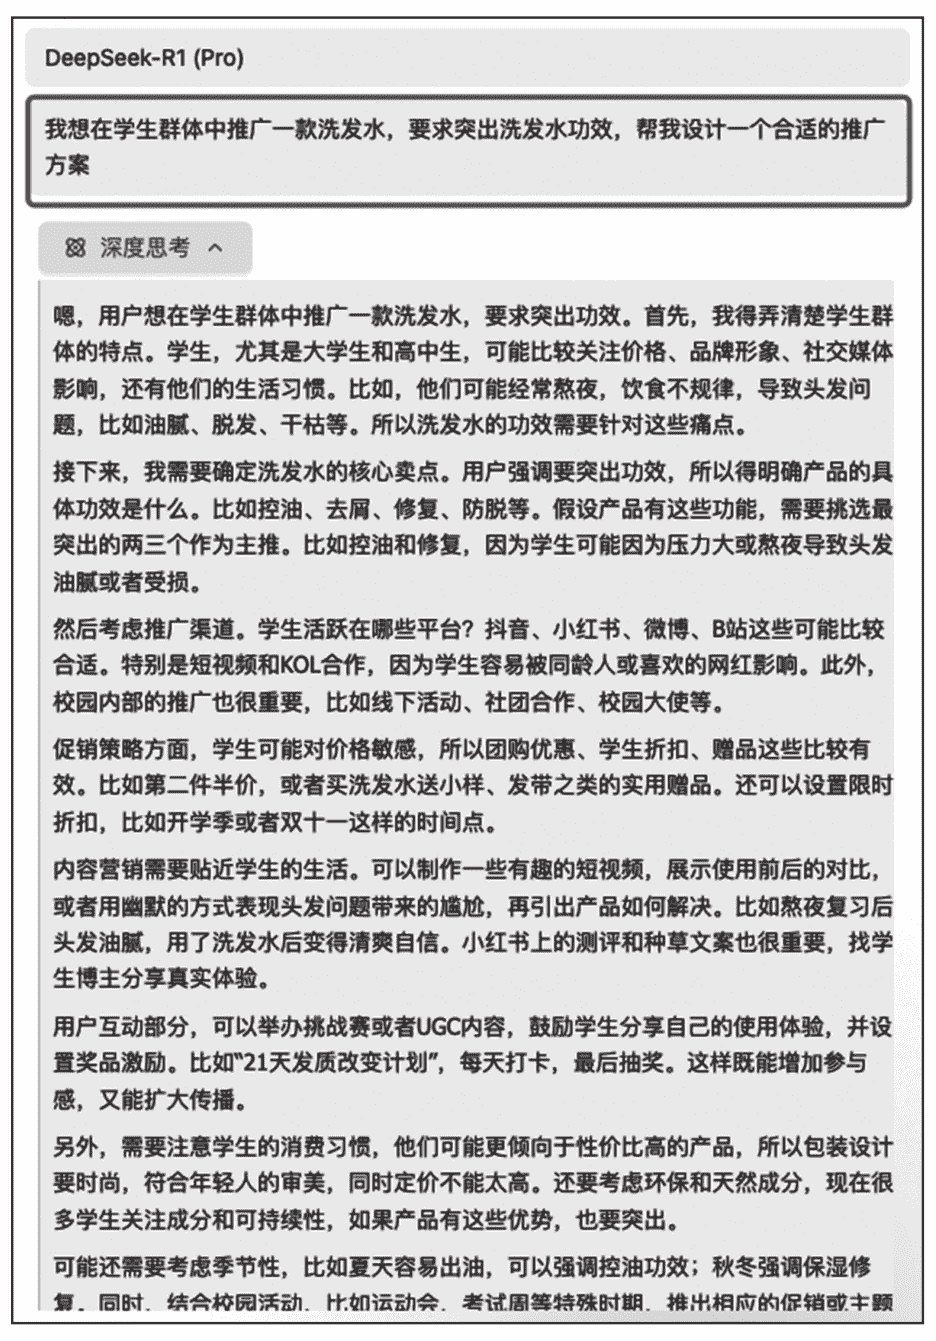 DeepSeek-R1 (Pro)
我想在学生群体中推广一款洗发水，要求突出洗发水功效，帮我设计一个合适的推广
方案
深度思考
嗯，用户想在学生群体中推广一款洗发水，要求突出功效。首先，我得弄清楚学生群
体的特点。学生，尤其是大学生和高中生，可能比较关注价格、品牌形象、社交媒体
影响，还有他们的生活习惯。比如，他们可能经常熬夜，饮食不规律，导致头发问
题，比如油腻、脱发、干枯等。所以洗发水的功效需要针对这些痛点。
接下来，我需要确定洗发水的核心卖点。用户强调要突出功效，所以得明确产品的具
体功效是什么。比如控油、去屑、修复、防脱等。假设产品有这些功能，需要挑选最
突出的两三个作为主推。比如控油和修复，因为学生可能因为压力大或熬夜导致头发
油腻或者受损。
然后考虑推广渠道。学生活跃在哪些平台？抖音、小红书、微博、B站这些可能比较
合适。特别是短视频和KOL合作，因为学生容易被同龄人或喜欢的网红影响。此外，
校园内部的推广也很重要，比如线下活动、社团合作、校园大使等。
促销策略方面，学生可能对价格敏感，所以团购优惠、学生折扣、赠品这些比较有
效。比如第二件半价，或者买洗发水送小样、发带之类的实用赠品。还可以设置限时
折扣，比如开学季或者双十一这样的时间点。
内容营销需要贴近学生的生活。可以制作一些有趣的短视频，展示使用前后的对比，
或者用幽默的方式表现头发问题带来的尴尬，再引出产品如何解决。比如熬夜复习后
头发油腻，用了洗发水后变得清爽自信。小红书上的测评和种草文案也很重要，找学
生博主分享真实体验。
用户互动部分，可以举办挑战赛或者UGC内容，鼓励学生分享自己的使用体验，并设
置奖品激励。比如“21天发质改变计划”，每天打卡，最后抽奖。这样既能增加参与
感，又能扩大传播。
另外，需要注意学生的消费习惯，他们可能更倾向于性价比高的产品，所以包装设计
要时尚，符合年轻人的审美，同时定价不能太高。还要考虑环保和天然成分，现在很
多学生关注成分和可持续性，如果产品有这些优势，也要突出。
可能还需要考虑季节性，比如夏天容易出油，可以强调控油功效；秋冬强调保湿修
复。同时，结合校园活动，比如运动会、考试周等特殊时期，推出相应的促销或主题